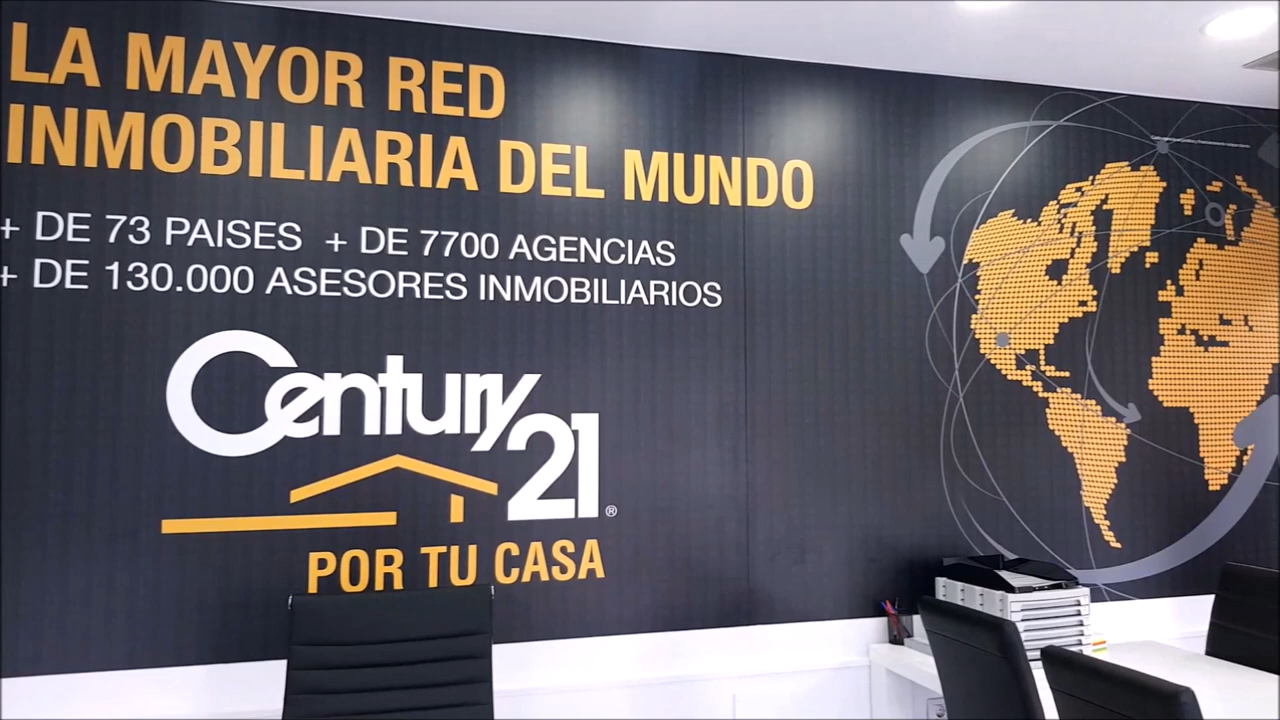 LA MAYOR RED
INMOBILIARIA DEL MUNDO
+ DE 73 PAISES + DE 7700 AGENCIAS
+ DE 130.000 ASESORES INMOBILIARIOS
Century
21®
POR TU CASA